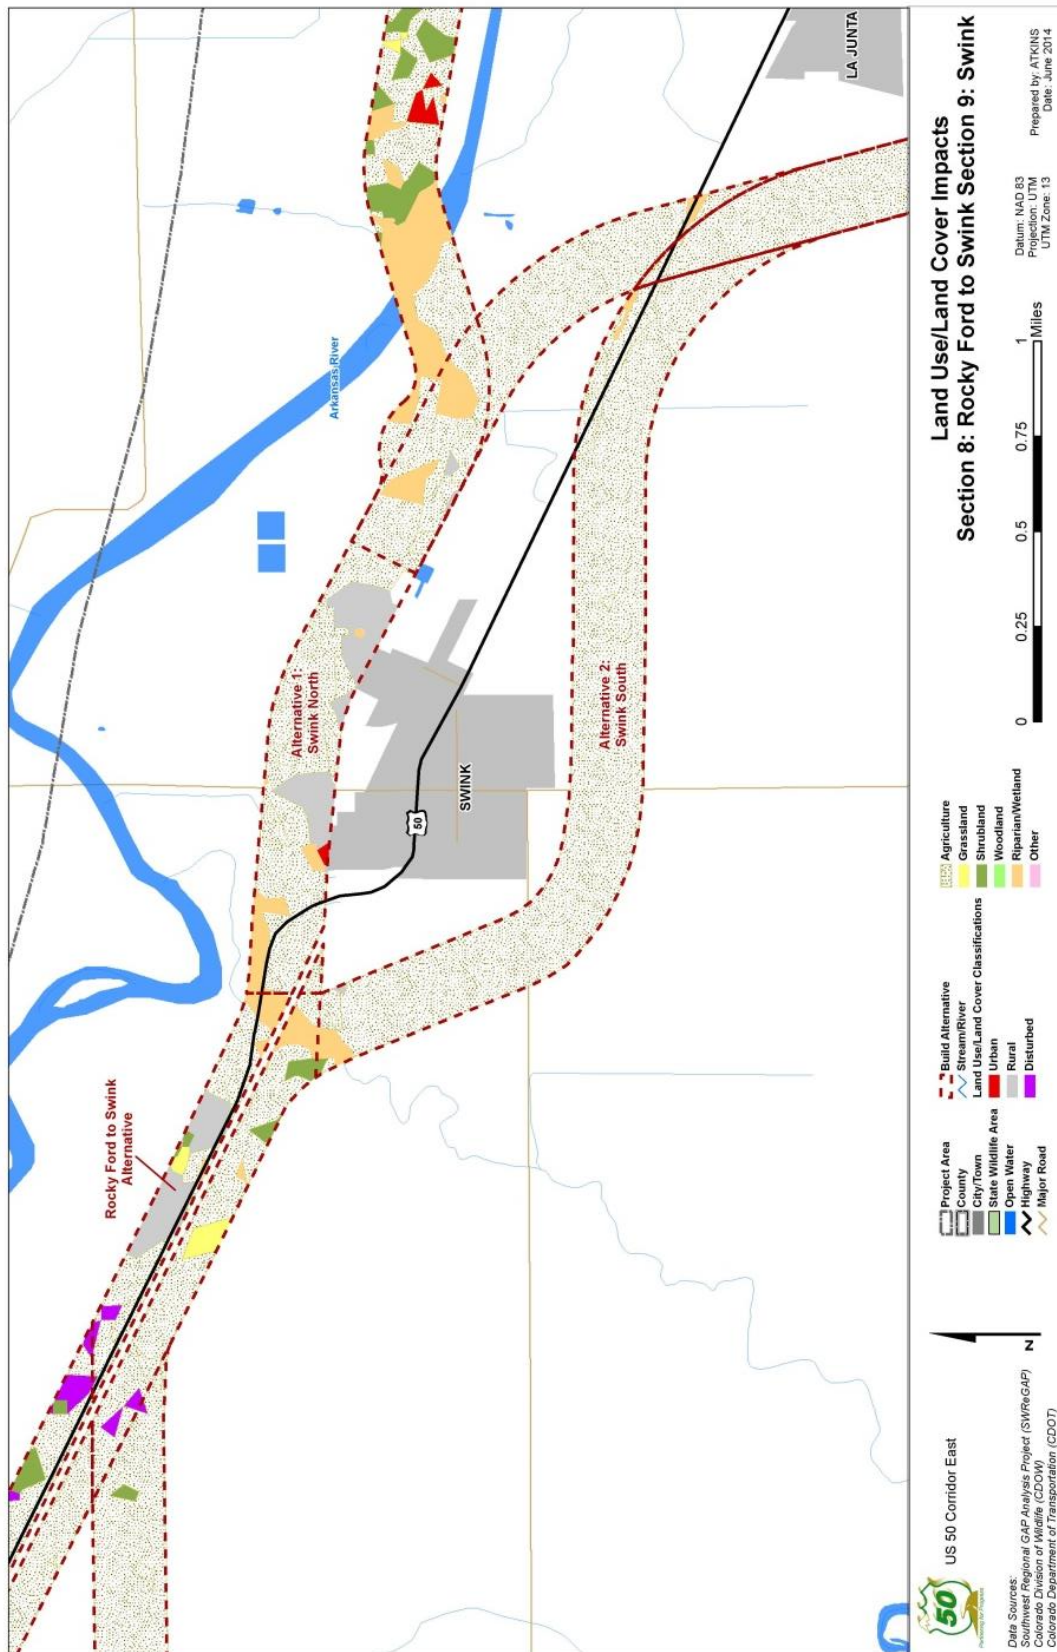 Arkansas River
LA JUNTA
Rocky Ford to Swink
Alternative
Alternative 1:
Swink North
50
SWINK
Alternative 2:
Swink South
50
US 50 Corridor East
Data Sources:
Southwest Regional GAP Analysis Project (SWReGAP)
Colorado Division of Wildlife (CDOW)
Colorado Department of Transportation (CDOT)
N
Project Area
County
City/Town
State Wildlife Area
Open Water
Highway
Major Road
Build Alternative
Stream/River
Land Use/Land Cover Classifications
Urban
Rural
Disturbed
Agriculture
Grassland
Shrubland
Woodland
Riparian/Wetland
Other
Land Use/Land Cover Impacts
Section 8: Rocky Ford to Swink Section 9: Swink
0 0.25 0.5 0.75 1
Miles
Datum: NAD 83
Projection: UTM
UTM Zone: 13
Prepared by: ATKINS
Date: June 2014